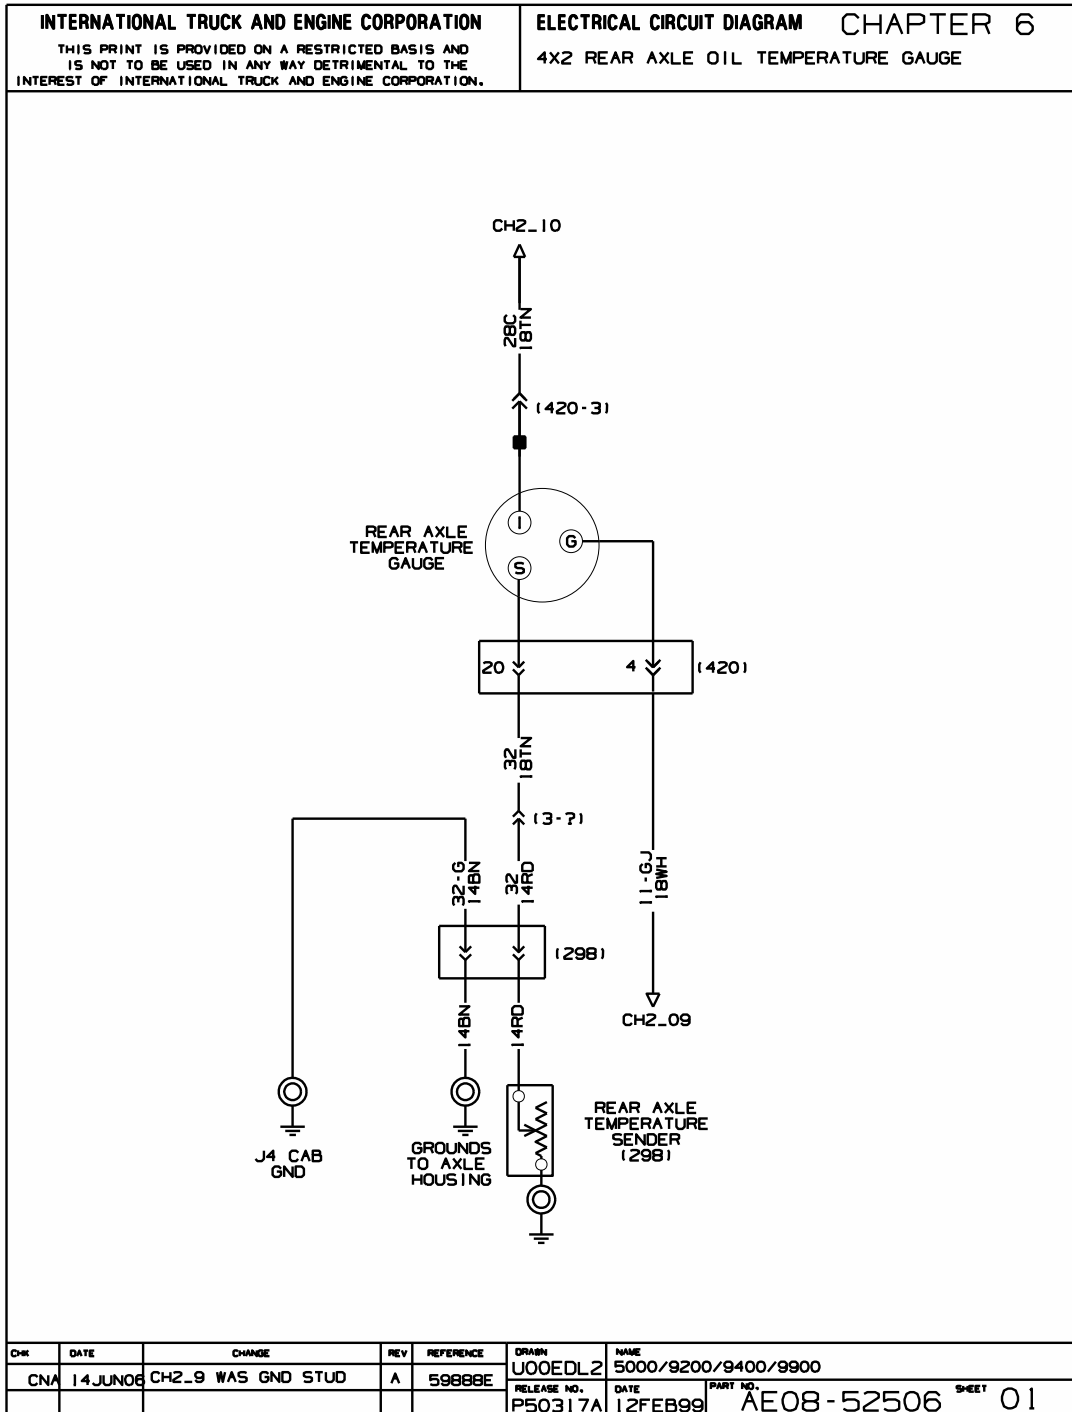 INTERNATIONAL TRUCK AND ENGINE CORPORATION
THIS PRINT IS PROVIDED ON A RESTRICTED BASIS AND
IS NOT TO BE USED IN ANY WAY DETRIMENTAL TO THE
INTEREST OF INTERNATIONAL TRUCK AND ENGINE CORPORATION.
ELECTRICAL CIRCUIT DIAGRAM CHAPTER 6
4X2 REAR AXLE OIL TEMPERATURE GAUGE
CH2_10
28C
18TN
(420-3)
REAR AXLE
TEMPERATURE
GAUGE
I
G
S
20
4
(420)
32
18TN
(3-?)
32-G
14BN
32
14RD
11-GJ
18WH
(298)
14BN
14RD
CH2_09
J4 CAB
GND
GROUNDS
TO AXLE
HOUSING
REAR AXLE
TEMPERATURE
SENDER
(298)
CHK DATE CHANGE REV REFERENCE
CNA 14JUN06 CH2_9 WAS GND STUD A 59888E
DRAWN
U00EDL2
NAME
5000/9200/9400/9900
RELEASE NO.
P50317A
DATE
12FEB99
PART NO.
AE08-52506
SHEET 01